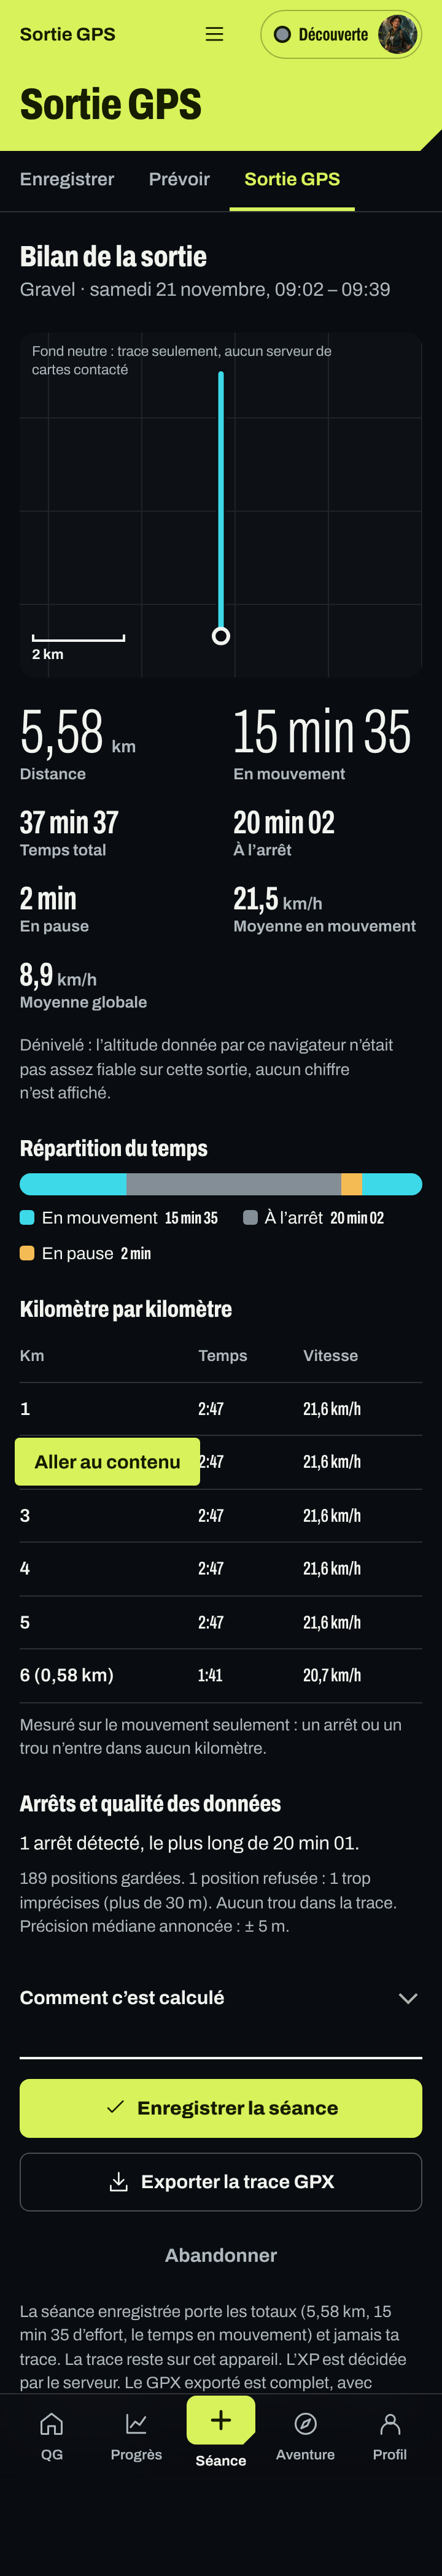 Sortie GPS
Découverte
Sortie GPS
Enregistrer Prévoir Sortie GPS
Bilan de la sortie
Gravel · samedi 21 novembre, 09:02 – 09:39
Fond neutre : trace seulement, aucun serveur de
cartes contacté
2 km
5,58 km 15 min 35
Distance En mouvement
37 min 37 20 min 02
Temps total À l’arrêt
2 min 21,5 km/h
En pause Moyenne en mouvement
8,9 km/h
Moyenne globale
Dénivelé : l’altitude donnée par ce navigateur n’était
pas assez fiable sur cette sortie, aucun chiffre
n’est affiché.
Répartition du temps
En mouvement 15 min 35 À l’arrêt 20 min 02
En pause 2 min
Kilomètre par kilomètre
Km Temps Vitesse
1 2:47 21,6 km/h
Aller au contenu 2:47 21,6 km/h
3 2:47 21,6 km/h
4 2:47 21,6 km/h
5 2:47 21,6 km/h
6 (0,58 km) 1:41 20,7 km/h
Mesuré sur le mouvement seulement : un arrêt ou un
trou n’entre dans aucun kilomètre.
Arrêts et qualité des données
1 arrêt détecté, le plus long de 20 min 01.
189 positions gardées. 1 position refusée : 1 trop
imprécises (plus de 30 m). Aucun trou dans la trace.
Précision médiane annoncée : ± 5 m.
Comment c’est calculé
Enregistrer la séance
Exporter la trace GPX
Abandonner
La séance enregistrée porte les totaux (5,58 km, 15
min 35 d’effort, le temps en mouvement) et jamais ta
trace. La trace reste sur cet appareil. L’XP est décidée
par le serveur. Le GPX exporté est complet, avec
QG Progrès Séance Aventure Profil